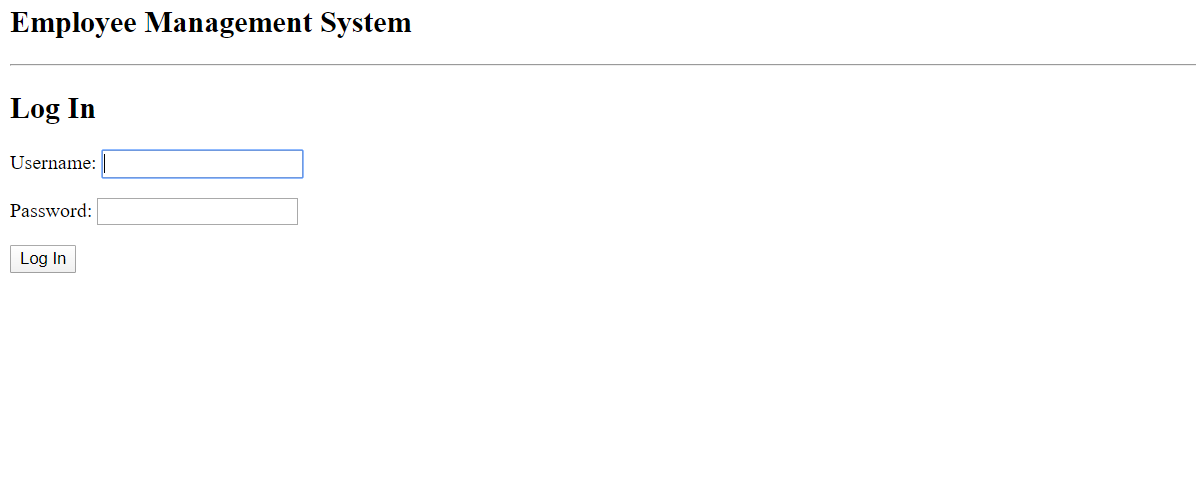 Employee Management System
Log In
Username:
Password:
Log In